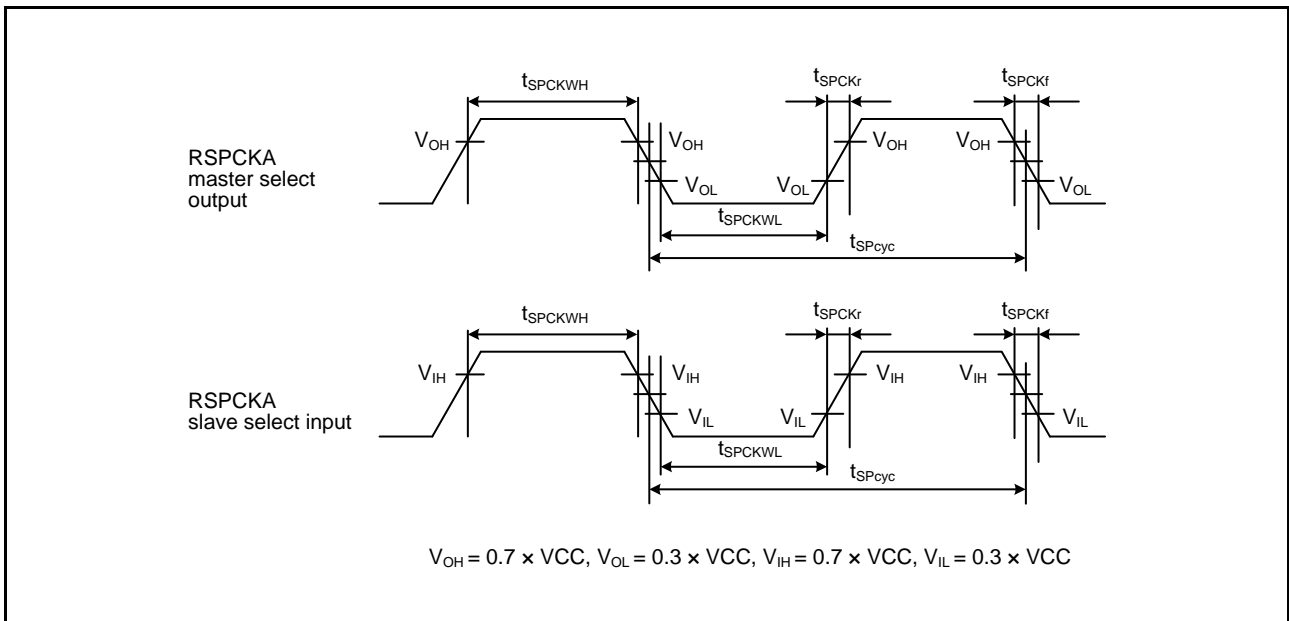 tSPCKWH
tSPCKr
tSPCKf
VOH
VOH
VOH
VOH
RSPCKA
master select
output
VOL
VOL
VOL
tSPCKWL
tSPcyc
tSPCKWH
tSPCKr
tSPCKf
VIH
VIH
VIH
VIH
RSPCKA
slave select input
VIL
VIL
VIL
tSPCKWL
tSPcyc
VOH = 0.7 × VCC, VOL = 0.3 × VCC, VIH = 0.7 × VCC, VIL = 0.3 × VCC